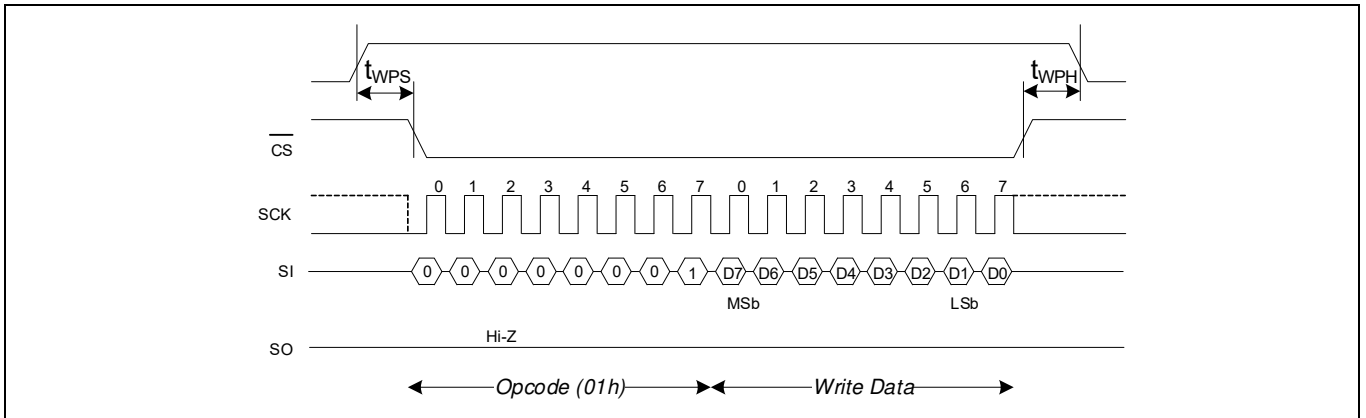 tWPS tWPH
CS
0 1 2 3 4 5 6 7 0 1 2 3 4 5 6 7
SCK
SI 0 0 0 0 0 0 0 1 D7 D6 D5 D4 D3 D2 D1 D0
MSb LSb
Hi-Z
SO
Opcode (01h) Write Data